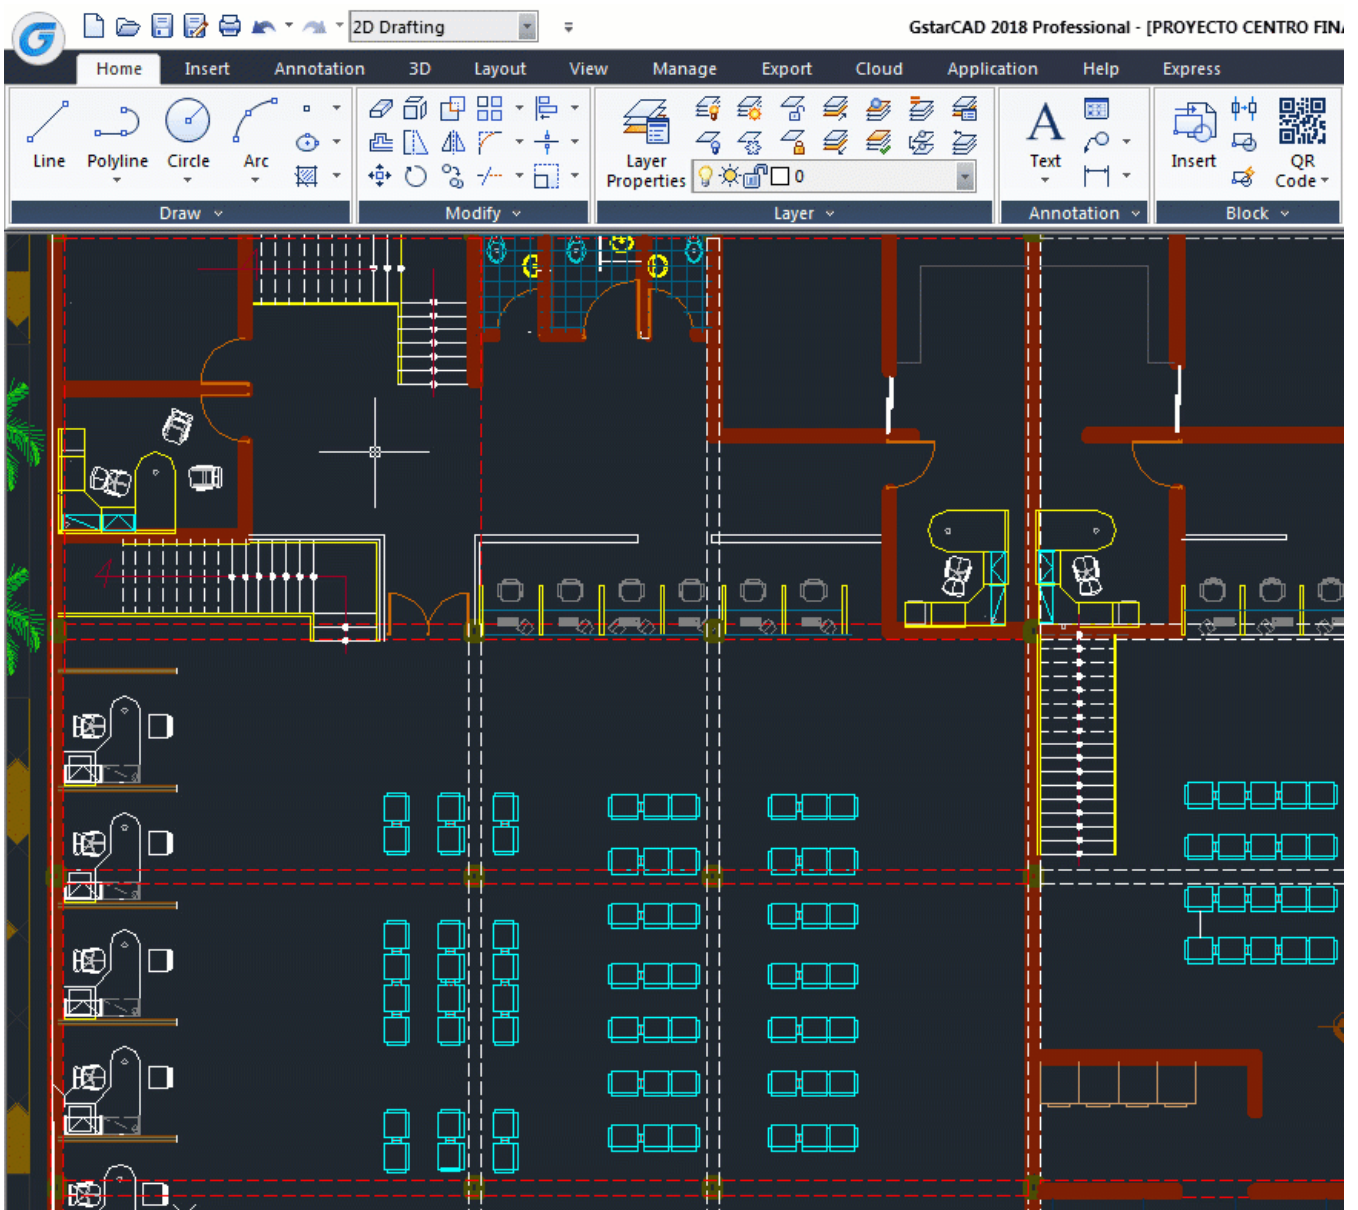 2D Drafting
GstarCAD 2018 Professional - [PROYECTO CENTRO FIN
Home Insert Annotation 3D Layout View Manage Export Cloud Application Help Express
Line Polyline Circle Arc
Layer Properties
0
Text
Insert
QR Code
Draw Modify Layer Annotation Block